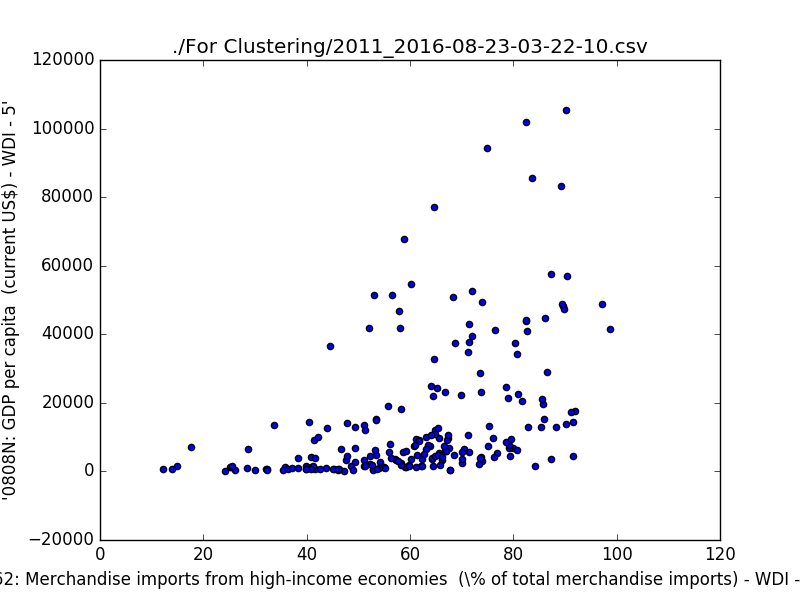 ./For Clustering/2011_2016-08-23-03-22-10.csv
120000
100000
80000
60000
40000
20000
0
−20000
'0808N: GDP per capita (current US$) - WDI - 5'
0 20 40 60 80 100 120
52: Merchandise imports from high-income economies (\% of total merchandise imports) - WDI -